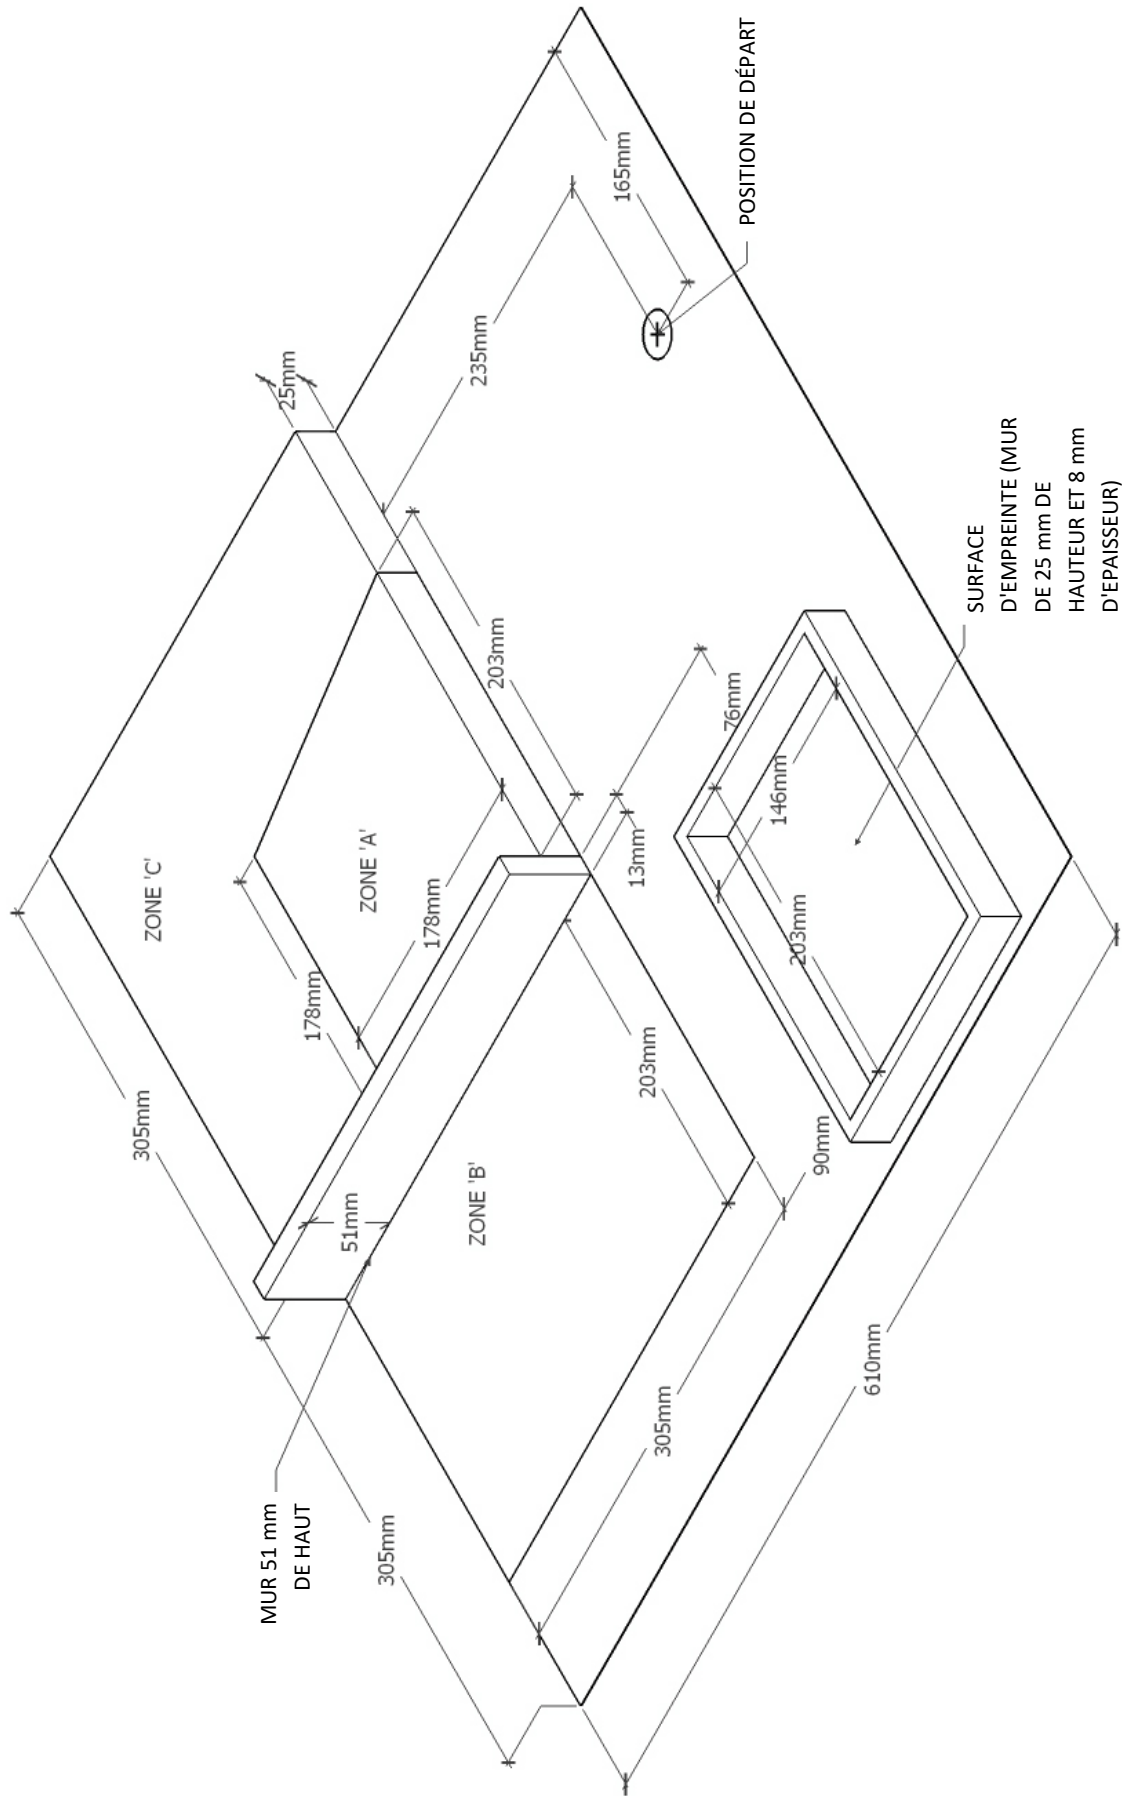 POSITION DE DÉPART
165mm
235mm
25mm
203mm
76mm
ZONE 'C'
ZONE 'A'
178mm
178mm
13mm
146mm
203mm
SURFACE
D'EMPREINTE (MUR
DE 25 mm DE
HAUTEUR ET 8 mm
D'EPAISSEUR)
305mm
51mm
ZONE 'B'
203mm
90mm
MUR 51 mm
DE HAUT
305mm
305mm
610mm